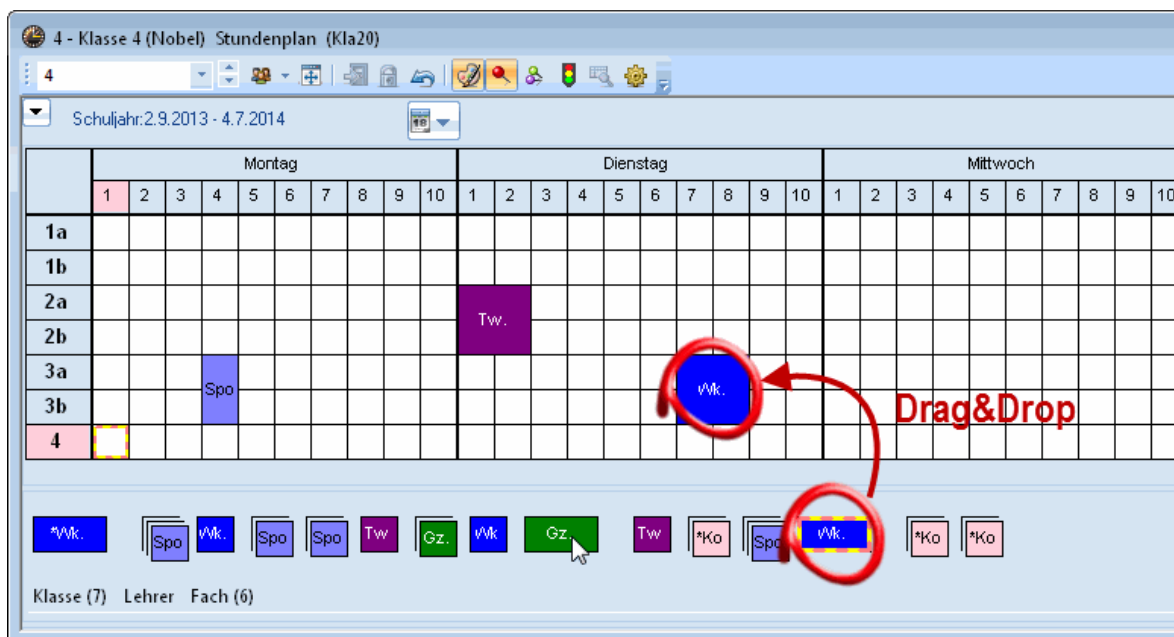 4 - Klasse 4 (Nobel) Stundenplan (Kla20)
4
Schuljahr:2.9.2013 - 4.7.2014
18
Montag Dienstag Mittwoch
1 2 3 4 5 6 7 8 9 10 1 2 3 4 5 6 7 8 9 10 1 2 3 4 5 6 7 8 9 10
1a
1b
2a
Tw.
2b
3a
Spo Wk.
3b
Drag&Drop
4
*Wk. Spo Wk. Spo Spo Tw Gz. Wk Gz. Tw *Ko Spo Wk. *Ko *Ko
Klasse (7) Lehrer Fach (6)